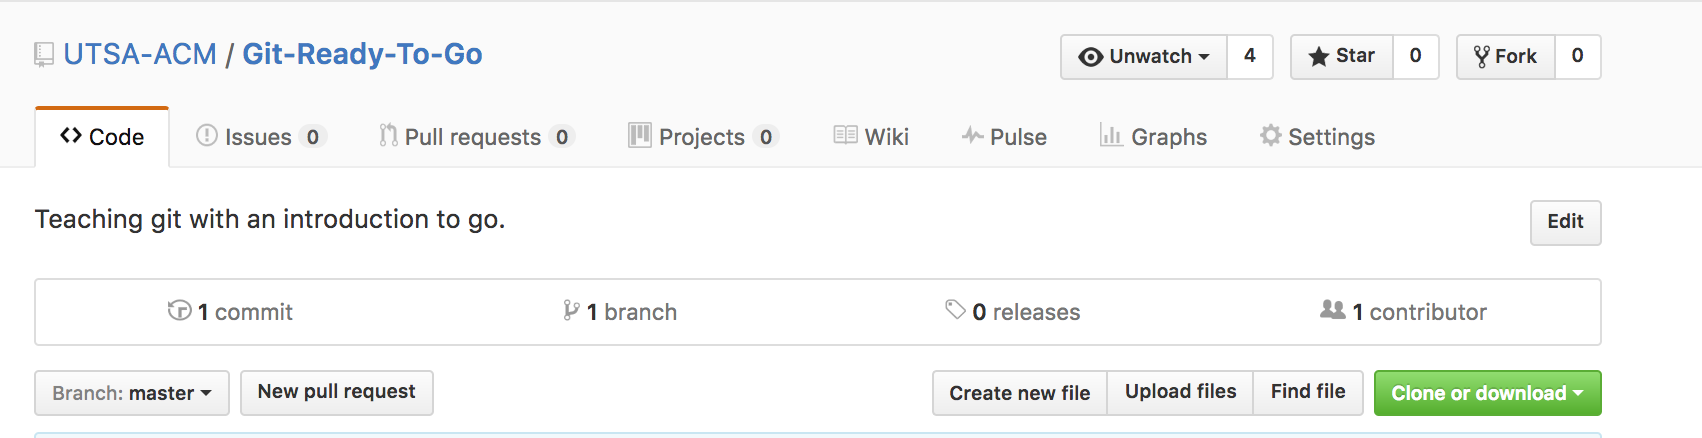 UTSA-ACM / Git-Ready-To-Go
Unwatch 4 Star 0 Fork 0
Code Issues 0 Pull requests 0 Projects 0 Wiki Pulse Graphs Settings
Teaching git with an introduction to go.
Edit
1 commit 1 branch 0 releases 1 contributor
Branch: master New pull request Create new file Upload files Find file Clone or download